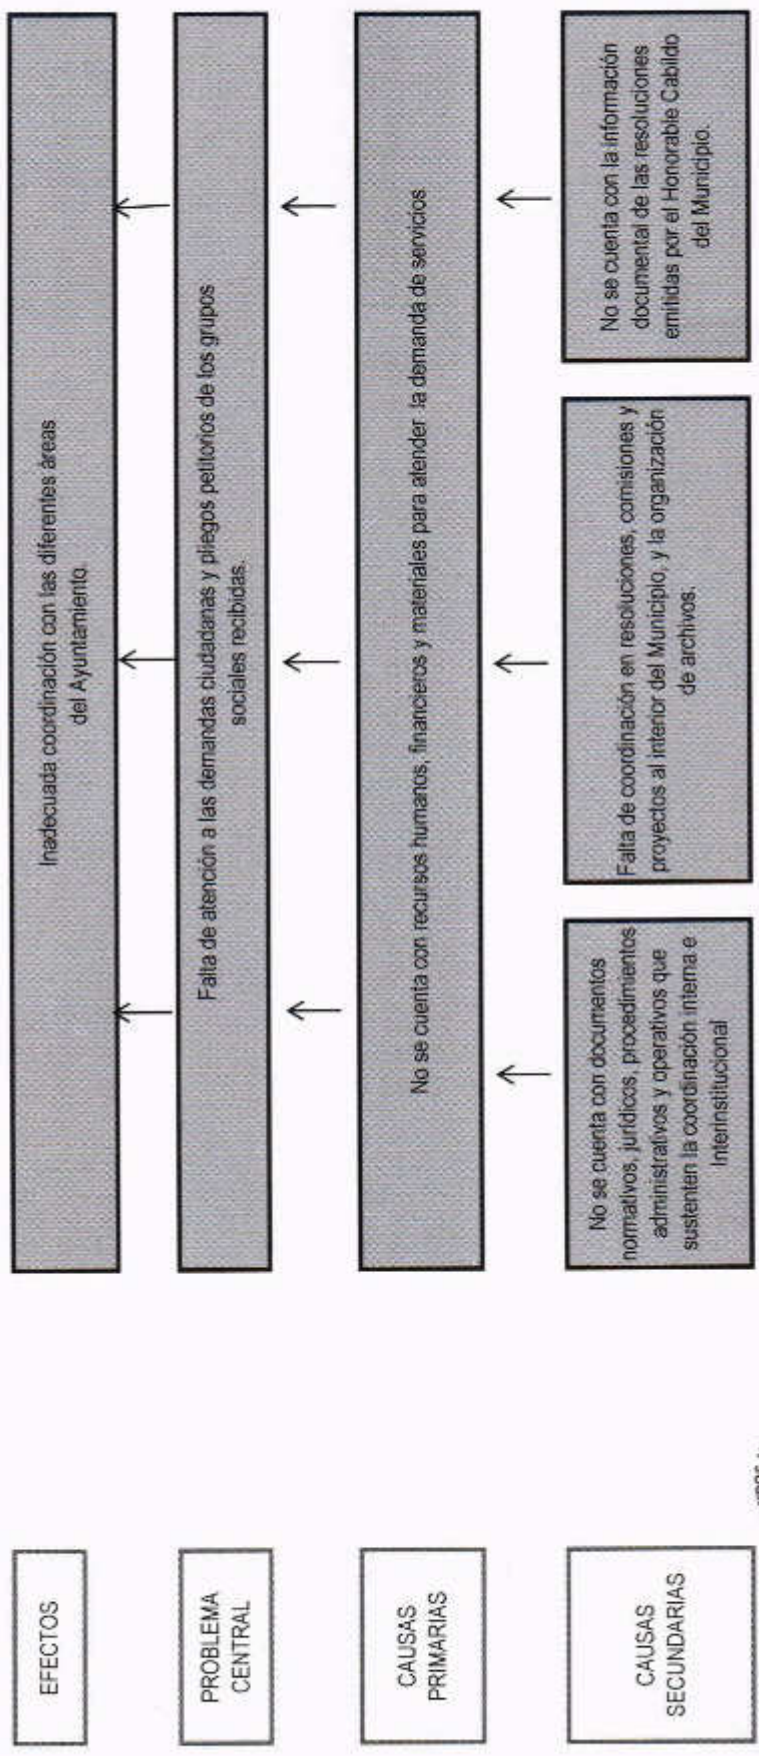 EFECTOS
Inadecuada coordinación con las diferentes áreas
del Ayuntamiento.
PROBLEMA
CENTRAL
Falta de atención a las demandas ciudadanas y pliegos petitorios de los grupos
sociales recibidas.
CAUSAS
PRIMARIAS
No se cuenta con recursos humanos, financieros y materiales para atender la demanda de servicios
CAUSAS
SECUNDARIAS
No se cuenta con documentos
normativos, jurídicos, procedimientos
administrativos y operativos que
sustenten la coordinación interna e
Interinstitucional
Falta de coordinación en resoluciones, comisiones y
proyectos al interior del Municipio, y la organización
de archivos.
No se cuenta con la información
documental de las resoluciones
emitidas por el Honorable Cabildo
del Municipio.